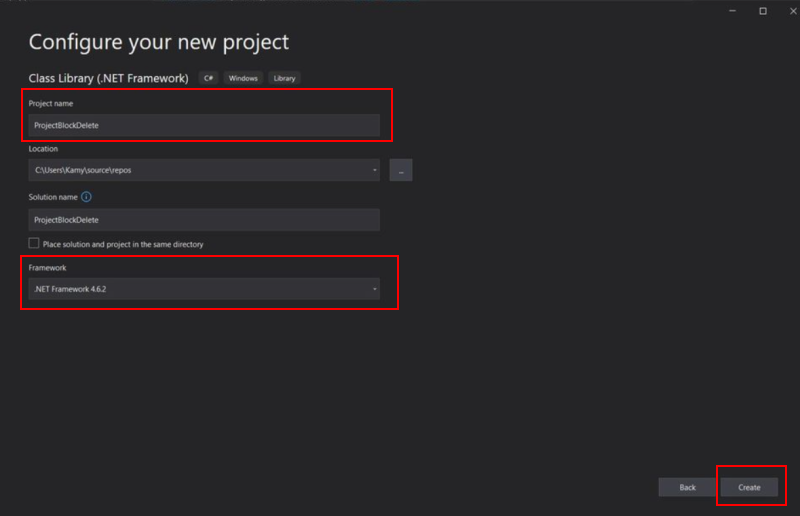 Configure your new project
Class Library (.NET Framework) C# Windows Library
Project name
ProjectBlockDelete
Location
C:\Users\Kamy\source\repos
...
Solution name
ProjectBlockDelete
Place solution and project in the same directory
Framework
.NET Framework 4.6.2
Back Create